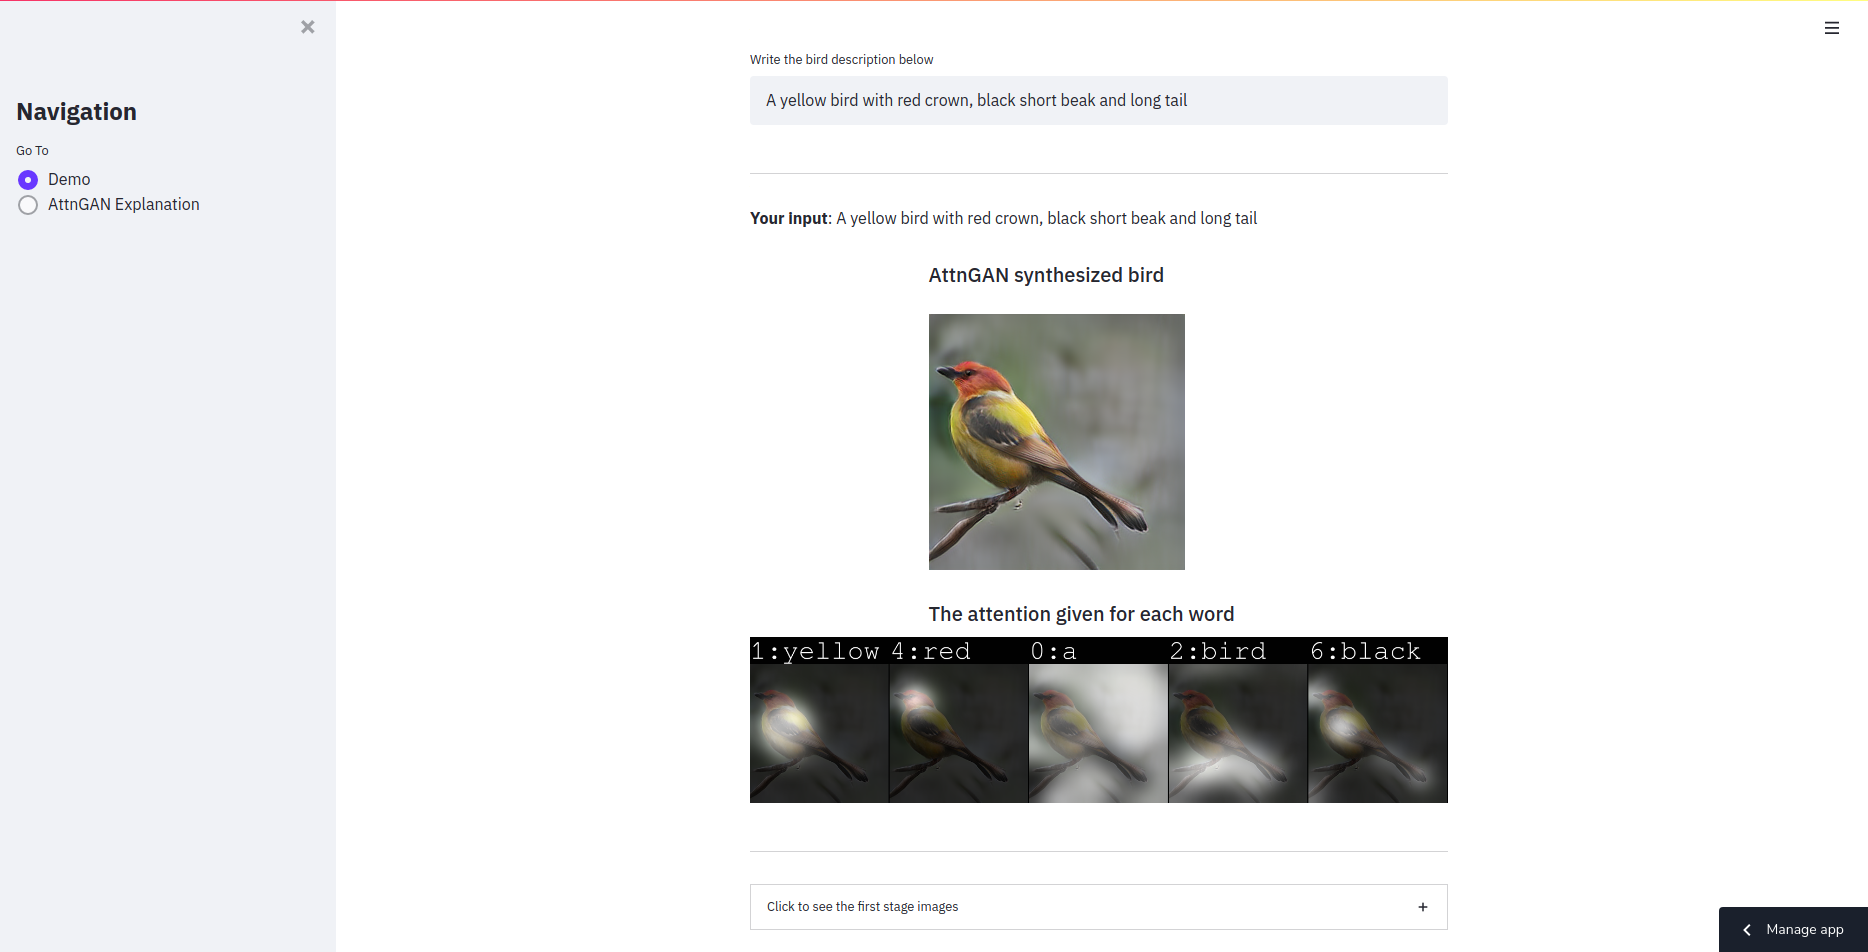 Navigation
Go To
Demo
AttnGAN Explanation
Write the bird description below
A yellow bird with red crown, black short beak and long tail
Your input: A yellow bird with red crown, black short beak and long tail
AttnGAN synthesized bird
The attention given for each word
1:yellow 4:red 0:a 2:bird 6:black
Click to see the first stage images
Manage app